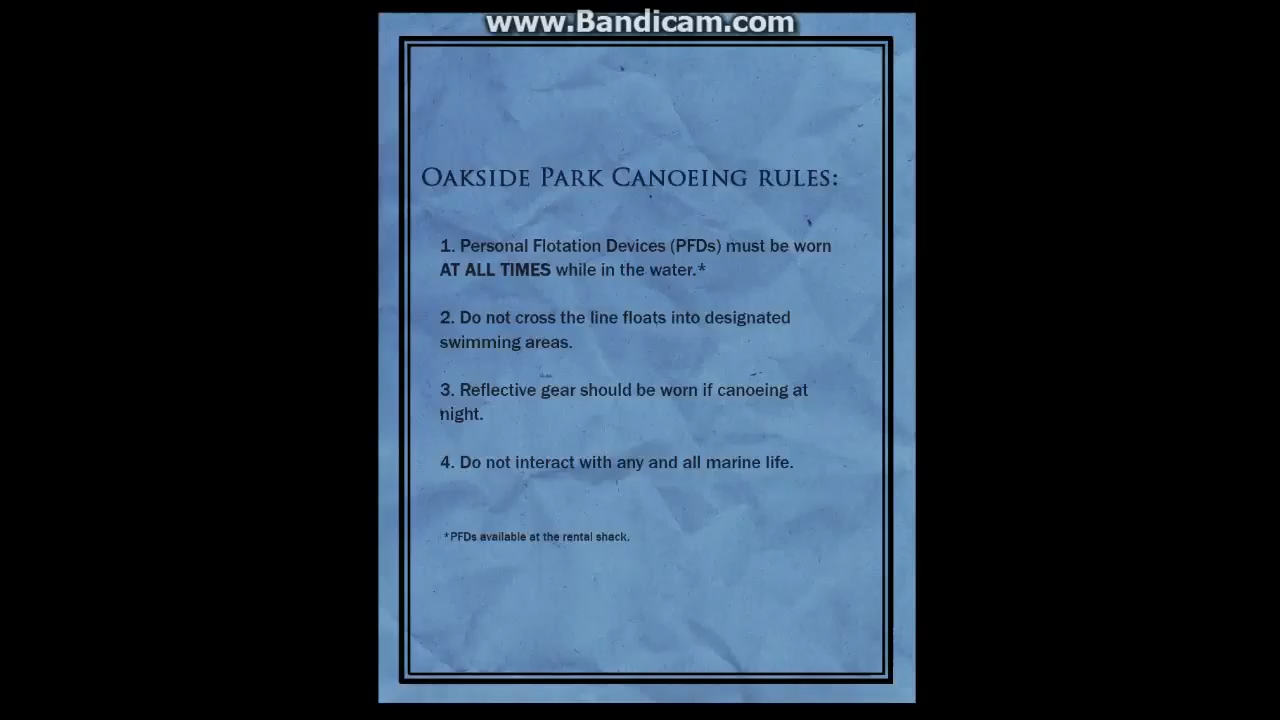 www.Bandicam.com
OAKSIDE PARK CANOEING RULES:
1. Personal Flotation Devices (PFDs) must be worn
AT ALL TIMES while in the water.*
2. Do not cross the line floats into designated
swimming areas.
3. Reflective gear should be worn if canoeing at
night.
4. Do not interact with any and all marine life.
*PFDs available at the rental shack.